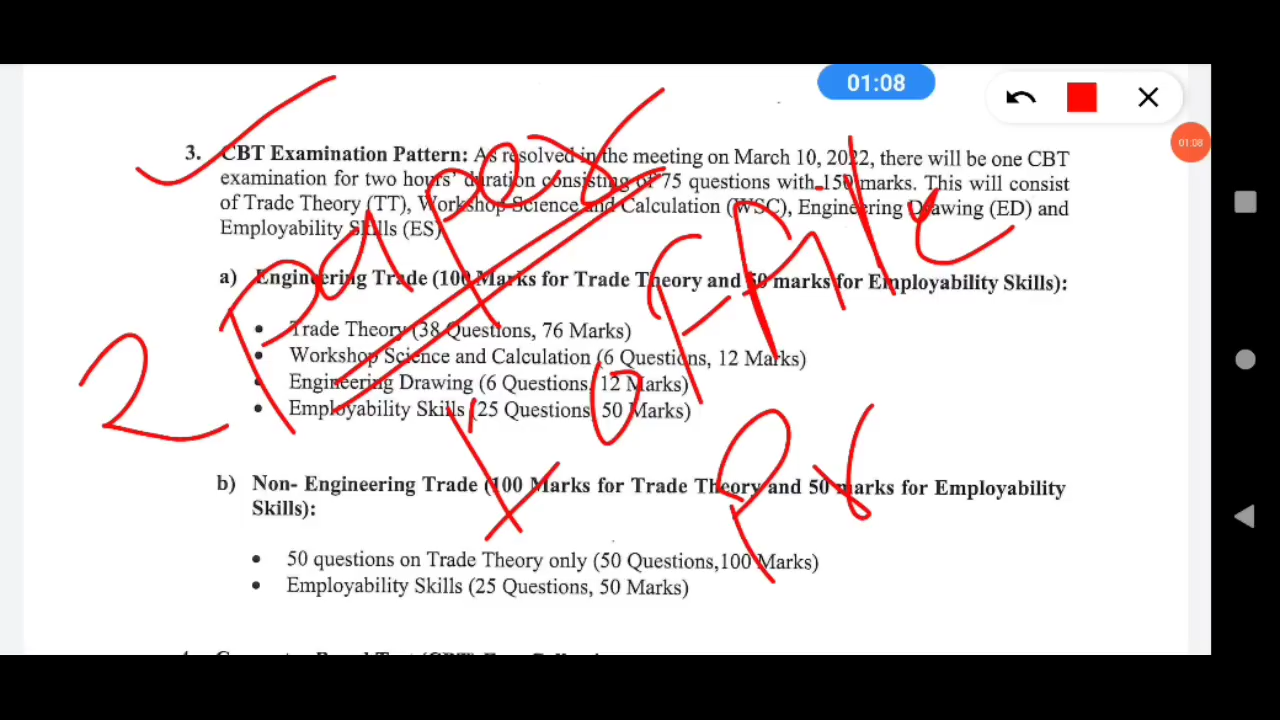 01:08
01:08
3. CBT Examination Pattern: As resolved in the meeting on March 10, 2022, there will be one CBT
examination for two hours' duration consisting of 75 questions with 150 marks. This will consist
of Trade Theory (TT), Workshop Science and Calculation (WSC), Engineering Drawing (ED) and
Employability Skills (ES)
a) Engineering Trade (100 Marks for Trade Theory and 50 marks for Employability Skills):
• Trade Theory (38 Questions, 76 Marks)
• Workshop Science and Calculation (6 Questions, 12 Marks)
• Engineering Drawing (6 Questions, 12 Marks)
• Employability Skills (25 Questions, 50 Marks)
2 Paper
b) Non- Engineering Trade (100 Marks for Trade Theory and 50 marks for Employability
Skills):
• 50 questions on Trade Theory only (50 Questions,100 Marks)
• Employability Skills (25 Questions, 50 Marks)